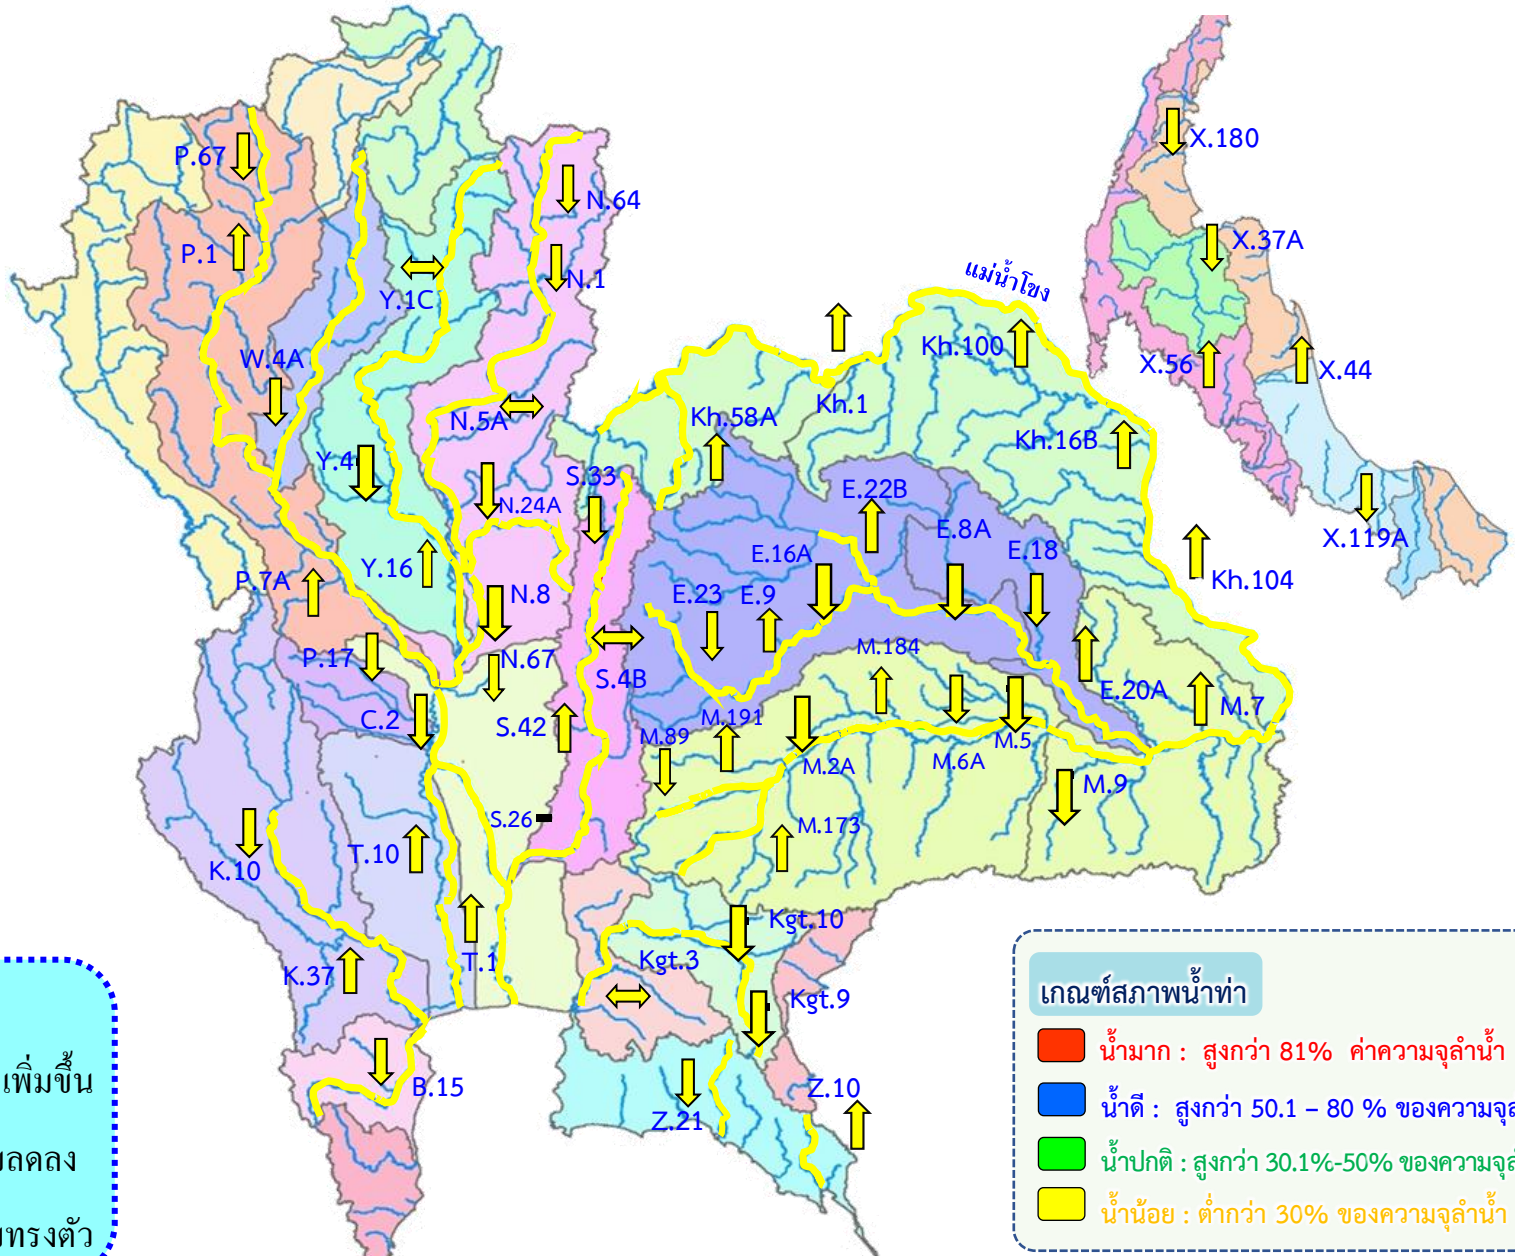 P.67
P.1
W.4A
Y.1C
N.64
N.1
N.5A
Y.4
N.24A
S.33
Y.16
P.7A
N.8
P.17
N.67
C.2
S.42
S.4B
S.26
K.10
T.10
T.1
K.37
B.15
แม่น้ำโขง
Kh.100
Kh.1
Kh.58A
Kh.16B
Kh.104
E.22B
E.8A
E.16A
E.18
E.23
E.9
E.20A
M.184
M.7
M.191
M.89
M.2A
M.6A
M.5
M.9
M.173
Kgt.10
Kgt.3
Kgt.9
Z.10
Z.21
X.180
X.37A
X.56
X.44
X.119A
เพิ่มขึ้น
ลดลง
ทรงตัว
เกณฑ์สภาพน้ำท่า
น้ำมาก : สูงกว่า 81% ค่าความจุลำน้ำ
น้ำดี : สูงกว่า 50.1 – 80 % ของความจุ
น้ำปกติ : สูงกว่า 30.1%-50% ของความจุ
น้ำน้อย : ต่ำกว่า 30% ของความจุลำน้ำ